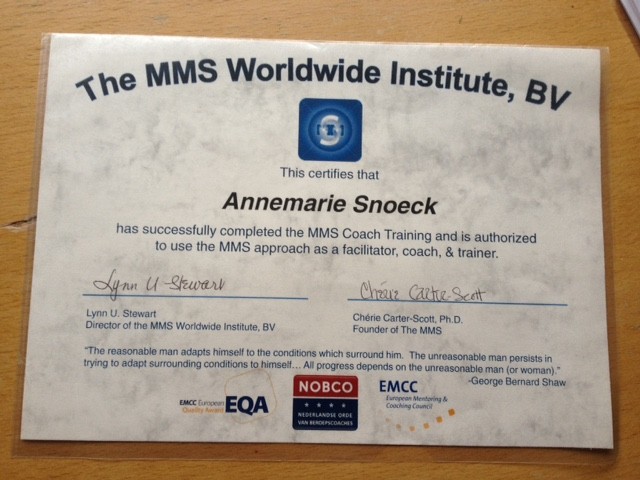 The MMS Worldwide Institute, BV
This certifies that
Annemarie Snoeck
has successfully completed the MMS Coach Training and is authorized
to use the MMS approach as a facilitator, coach, & trainer.
Lynn U Stewart
Chérie Carter-Scott
Lynn U. Stewart
Director of the MMS Worldwide Institute, BV
Chérie Carter-Scott, Ph.D.
Founder of The MMS
"The reasonable man adapts himself to the conditions which surround him. The unreasonable man persists in
trying to adapt surrounding conditions to himself... All progress depends on the unreasonable man (or woman)."
-George Bernard Shaw
EMCC European
Quality Award
EQA
NOBCO
NEDERLANDSE ORDE
VAN BEROEPSCOACHES
EMCC
European Mentoring &
Coaching Council